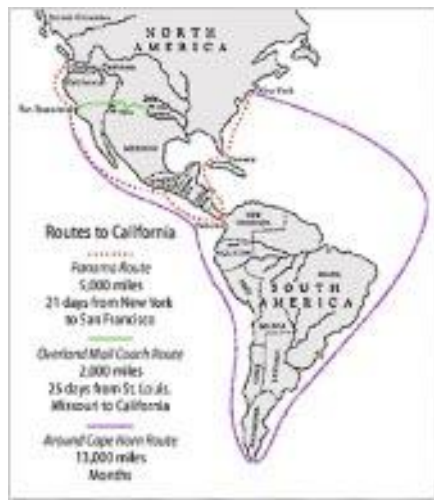 NORTH
AMERICA
New York
San Francisco
MEXICO
Routes to California
Panama Route
5,000 miles
21 days from New York
to San Francisco
SOUTH
AMERICA
BRAZIL
Overland Mail Coach Route
2,000 miles
25 days from St. Louis,
Missouri to California
Around Cape Horn Route
13,000 miles
Months